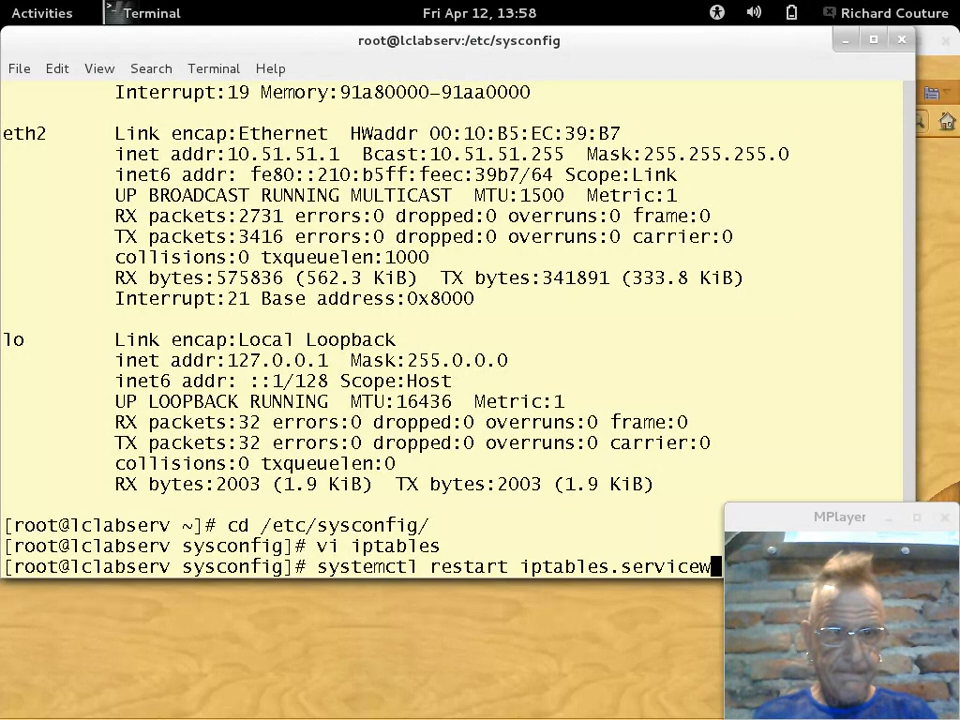 Activities
Terminal
Fri Apr 12, 13:58
Richard Couture
root@lclabserv:/etc/sysconfig
File Edit View Search Terminal Help
Interrupt:19 Memory:91a80000-91aa0000
eth2 Link encap:Ethernet HWaddr 00:10:B5:EC:39:B7
inet addr:10.51.51.1 Bcast:10.51.51.255 Mask:255.255.255.0
inet6 addr: fe80::210:b5ff:feec:39b7/64 Scope:Link
UP BROADCAST RUNNING MULTICAST MTU:1500 Metric:1
RX packets:2731 errors:0 dropped:0 overruns:0 frame:0
TX packets:3416 errors:0 dropped:0 overruns:0 carrier:0
collisions:0 txqueuelen:1000
RX bytes:575836 (562.3 KiB) TX bytes:341891 (333.8 KiB)
Interrupt:21 Base address:0x8000
lo Link encap:Local Loopback
inet addr:127.0.0.1 Mask:255.0.0.0
inet6 addr: ::1/128 Scope:Host
UP LOOPBACK RUNNING MTU:16436 Metric:1
RX packets:32 errors:0 dropped:0 overruns:0 frame:0
TX packets:32 errors:0 dropped:0 overruns:0 carrier:0
collisions:0 txqueuelen:0
RX bytes:2003 (1.9 KiB) TX bytes:2003 (1.9 KiB)
[root@lclabserv ~]# cd /etc/sysconfig/
[root@lclabserv sysconfig]# vi iptables
[root@lclabserv sysconfig]# systemctl restart iptables.servicew
MPlayer